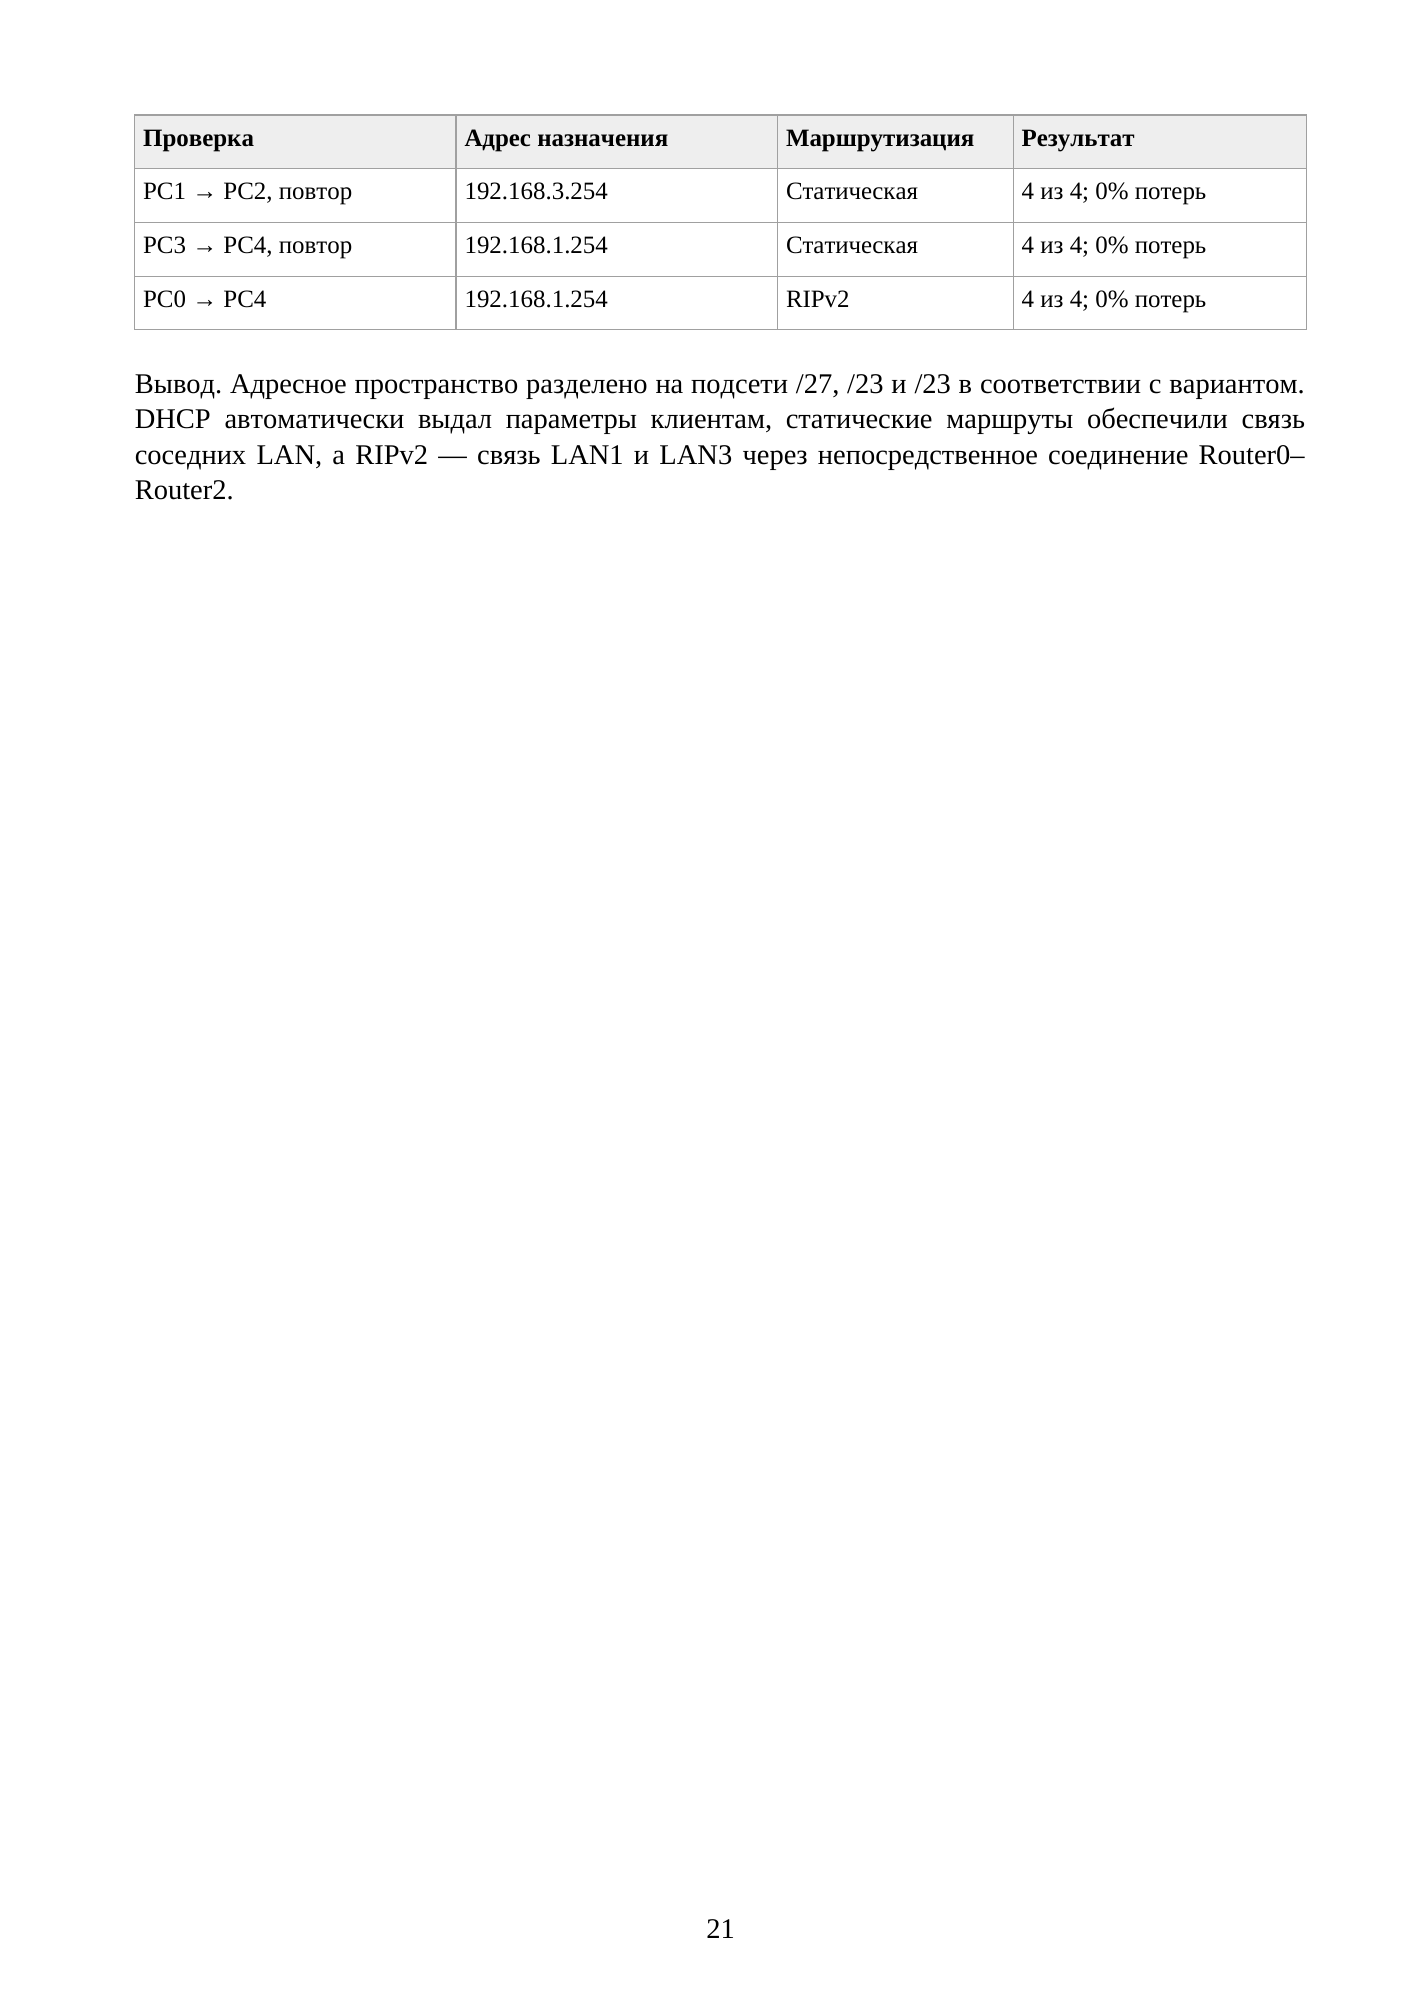 Проверка Адрес назначения Маршрутизация Результат
PC1 → PC2, повтор 192.168.3.254 Статическая 4 из 4; 0% потерь
PC3 → PC4, повтор 192.168.1.254 Статическая 4 из 4; 0% потерь
PC0 → PC4 192.168.1.254 RIPv2 4 из 4; 0% потерь
Вывод. Адресное пространство разделено на подсети /27, /23 и /23 в соответствии с вариантом.
DHCP автоматически выдал параметры клиентам, статические маршруты обеспечили связь
соседних LAN, а RIPv2 — связь LAN1 и LAN3 через непосредственное соединение Router0–
Router2.
21